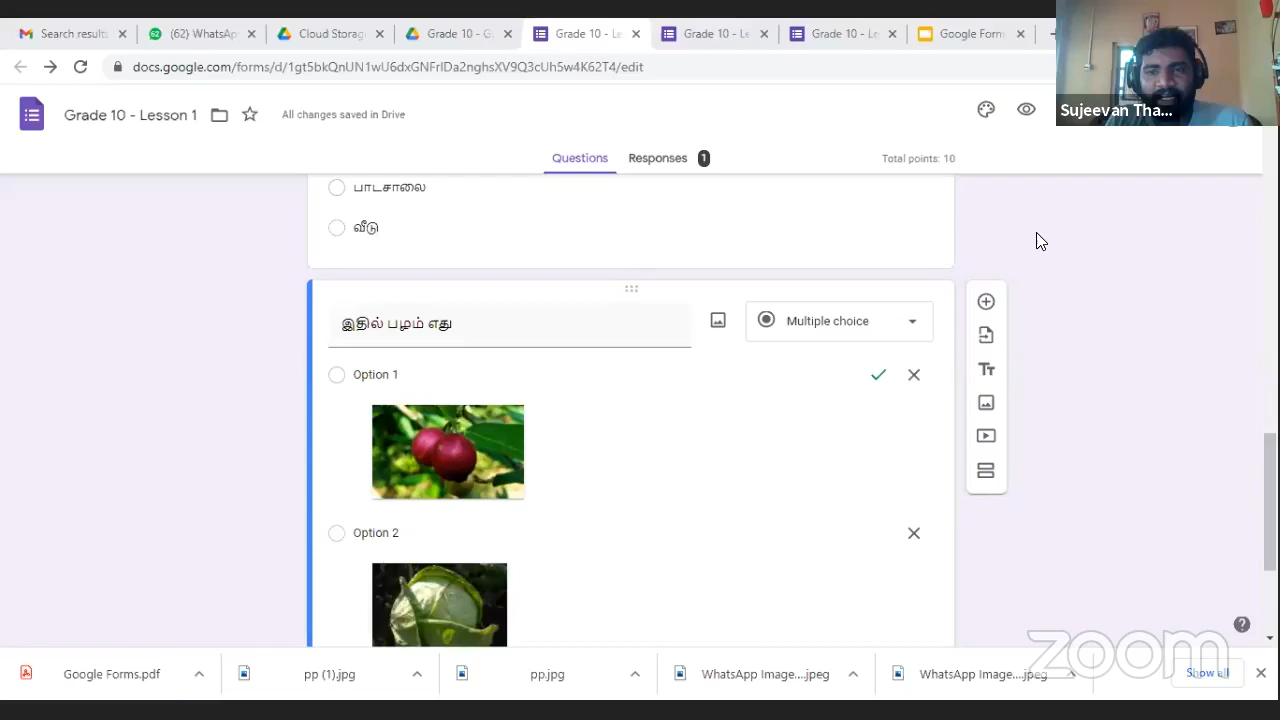 Search results
(62) WhatsAp
Cloud Storag
Grade 10 - G
Grade 10 - Le
Grade 10 - Le
Grade 10 - Le
Google Form
docs.google.com/forms/d/1gt5bkQnUN1wU6dxGNFrIDa2nghsXV9Q3cUh5w4K62T4/edit
Grade 10 - Lesson 1
All changes saved in Drive
Sujeevan Tha...
Questions
Responses 1
Total points: 10
பாடசாலை
வீடு
இதில் பழம் எது
Multiple choice
Option 1
Option 2
zoom
Google Forms.pdf
pp (1).jpg
pp.jpg
WhatsApp Image...jpeg
WhatsApp Image...jpeg
Show all